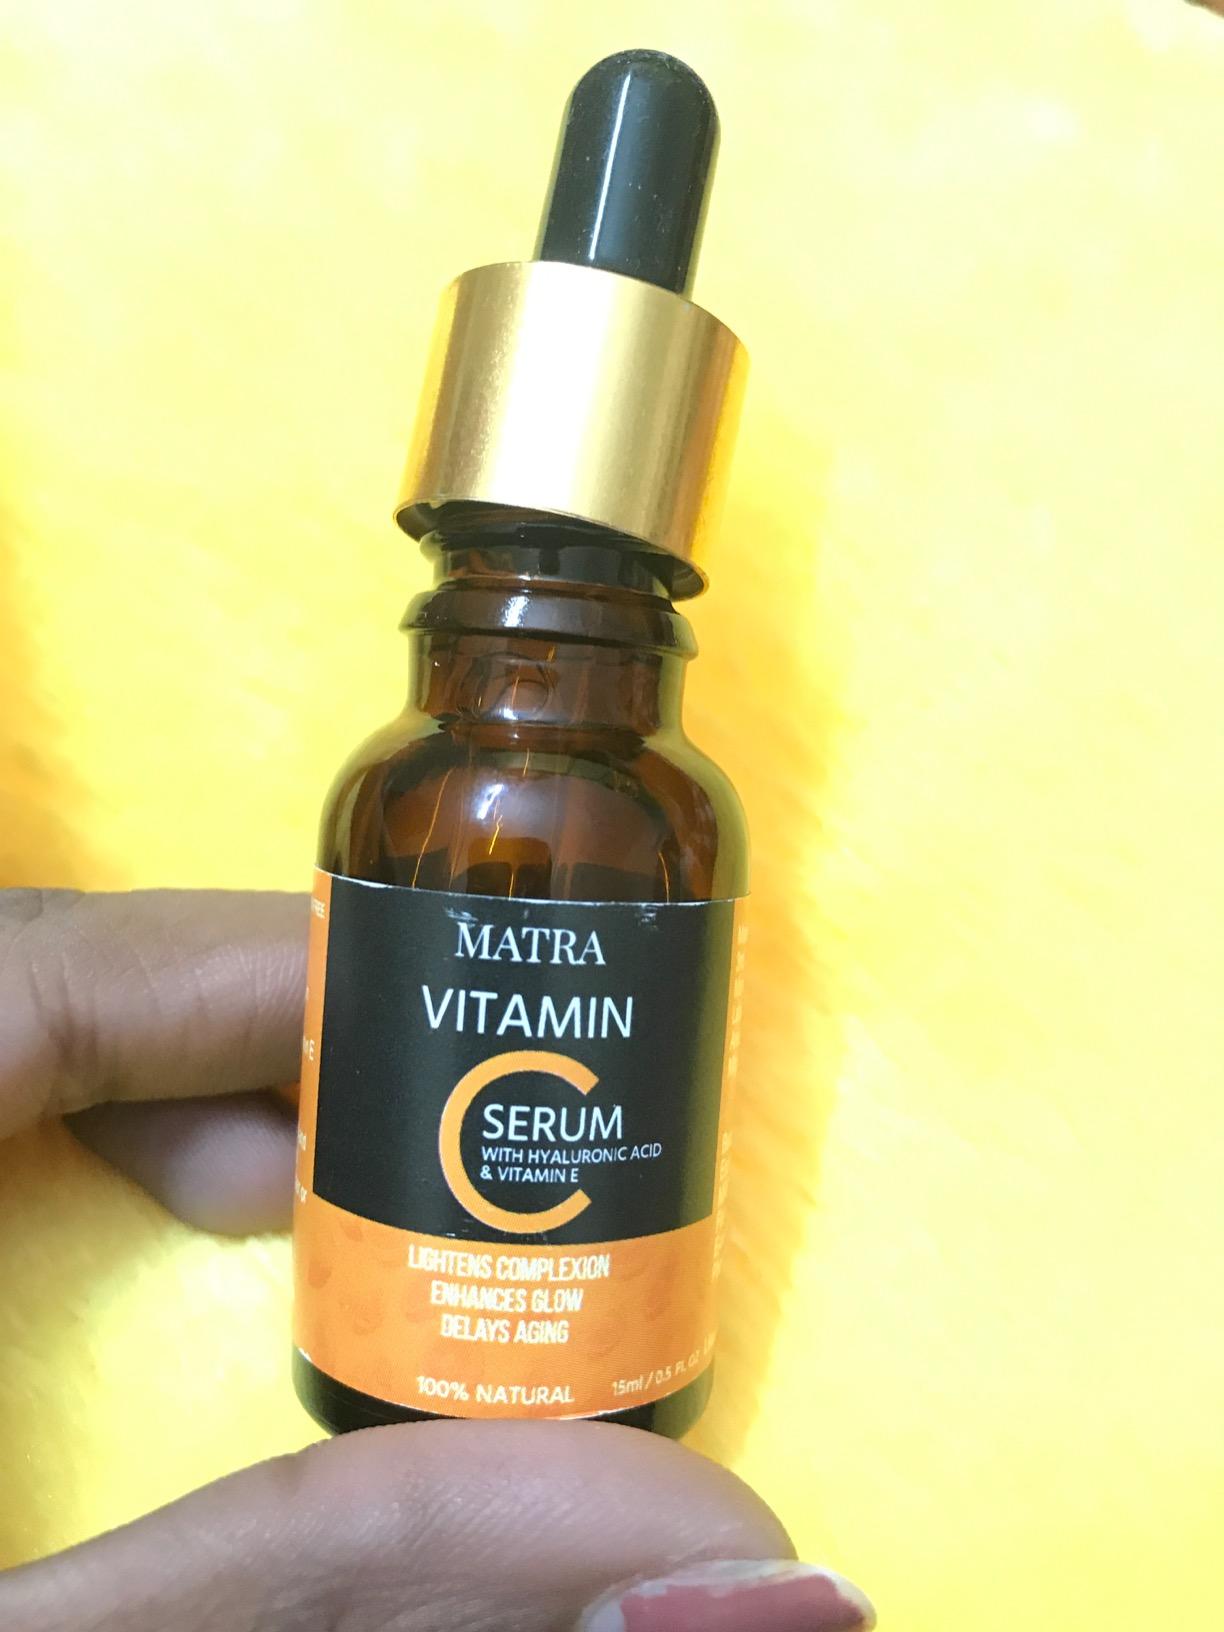 MATRA
VITAMIN
C
SERUM
WITH HYALURONIC ACID
& VITAMIN E
LIGHTENS COMPLEXION
ENHANCES GLOW
DELAYS AGING
100% NATURAL
15ml / 0.5 FL OZ